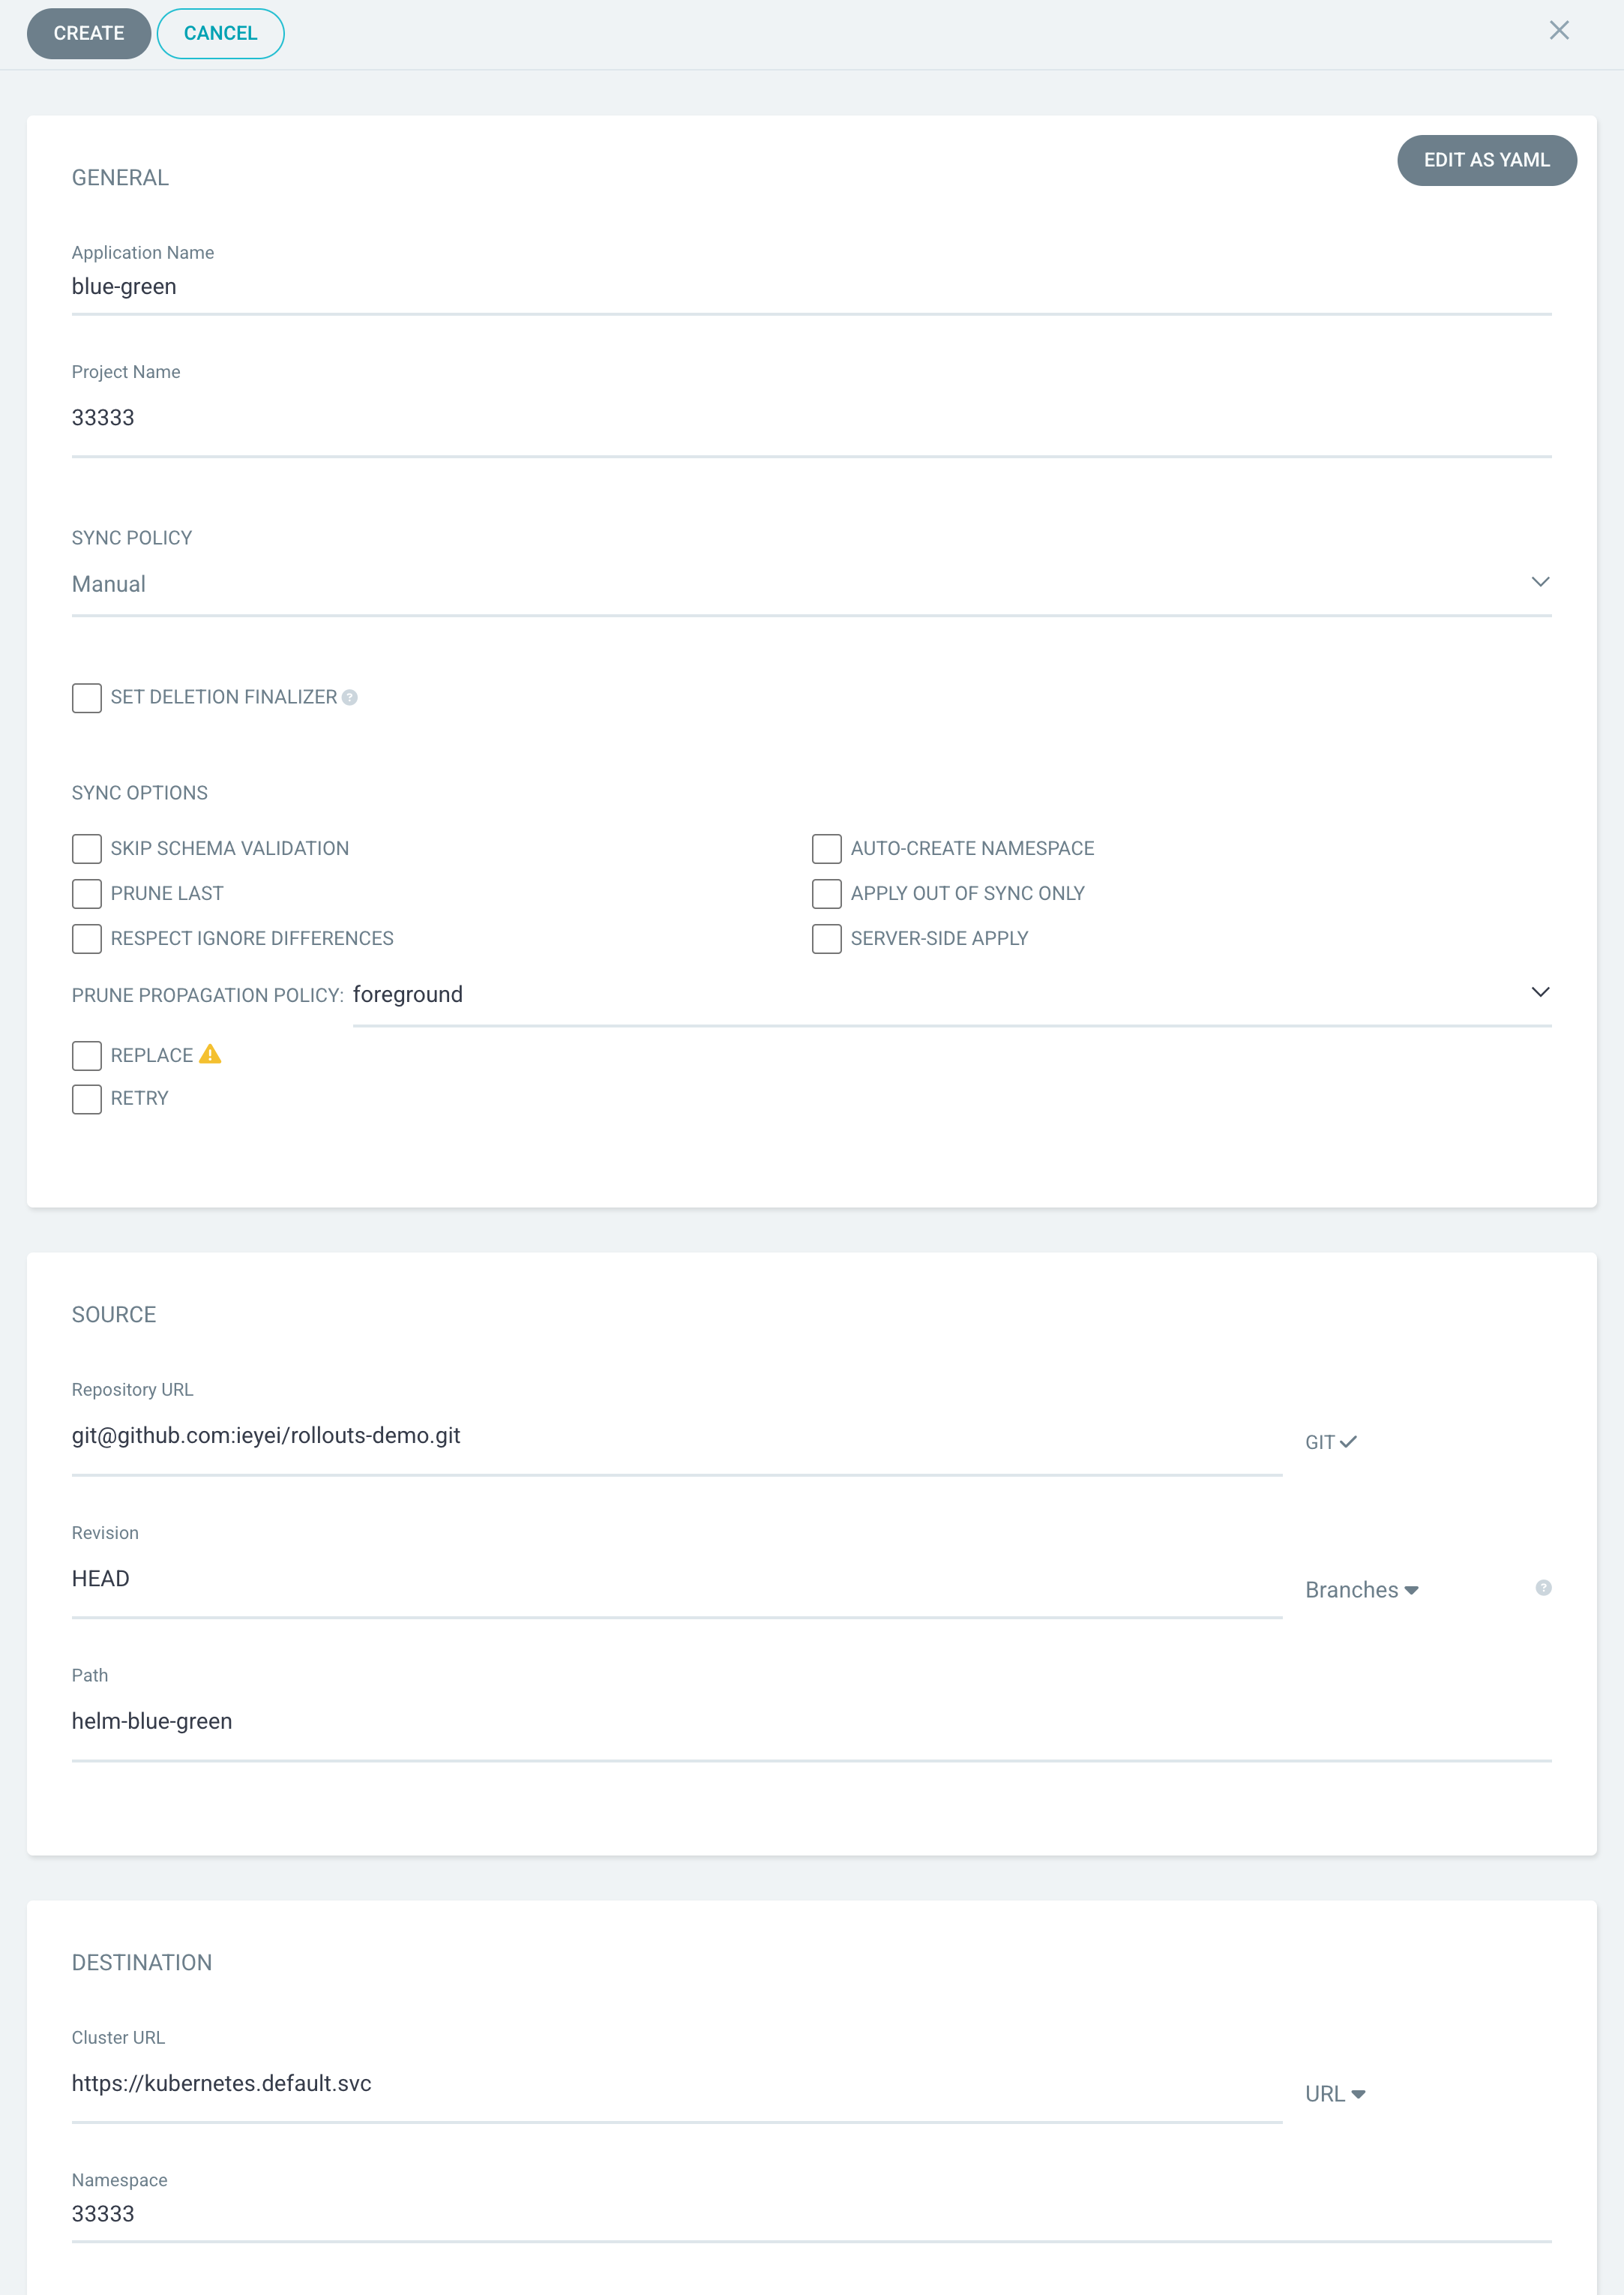 CREATE CANCEL
EDIT AS YAML
GENERAL
Application Name
blue-green
Project Name
33333
SYNC POLICY
Manual
SET DELETION FINALIZER ?
SYNC OPTIONS
SKIP SCHEMA VALIDATION AUTO-CREATE NAMESPACE
PRUNE LAST APPLY OUT OF SYNC ONLY
RESPECT IGNORE DIFFERENCES SERVER-SIDE APPLY
PRUNE PROPAGATION POLICY: foreground
REPLACE
RETRY
SOURCE
Repository URL
git@github.com:ieyei/rollouts-demo.git GIT
Revision
HEAD Branches ?
Path
helm-blue-green
DESTINATION
Cluster URL
https://kubernetes.default.svc URL
Namespace
33333